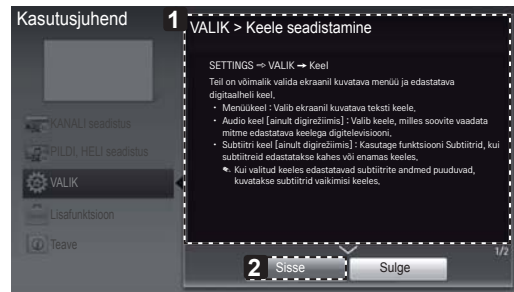 Kasutusjuhend
1
VALIK > Keele seadistamine
SETTINGS ⇨ VALIK ➙ Keel
Teil on võimalik valida ekraanil kuvatava menüü ja edastatava
digitaalheli keel.
• Menüükeel : Valib ekraanil kuvatava teksti keele.
• Audio keel [ainult digirežiimis] : Valib keele, milles soovite vaadata
mitme edastatava keelega digitelevisiooni.
• Subtiitri keel [ainult digirežiimis] : Kasutage funktsiooni Subtiitrid, kui
subtiitreid edastatakse kahes või enamas keeles.
✎ Kui valitud keeles edastatavad subtiitrite andmed puuduvad,
kuvatakse subtiitrid vaikimisi keeles.
KANALI seadistus
PILDI, HELI seadistus
VALIK
Lisafunktsioon
Teave
1/2
2
Sisse
Sulge